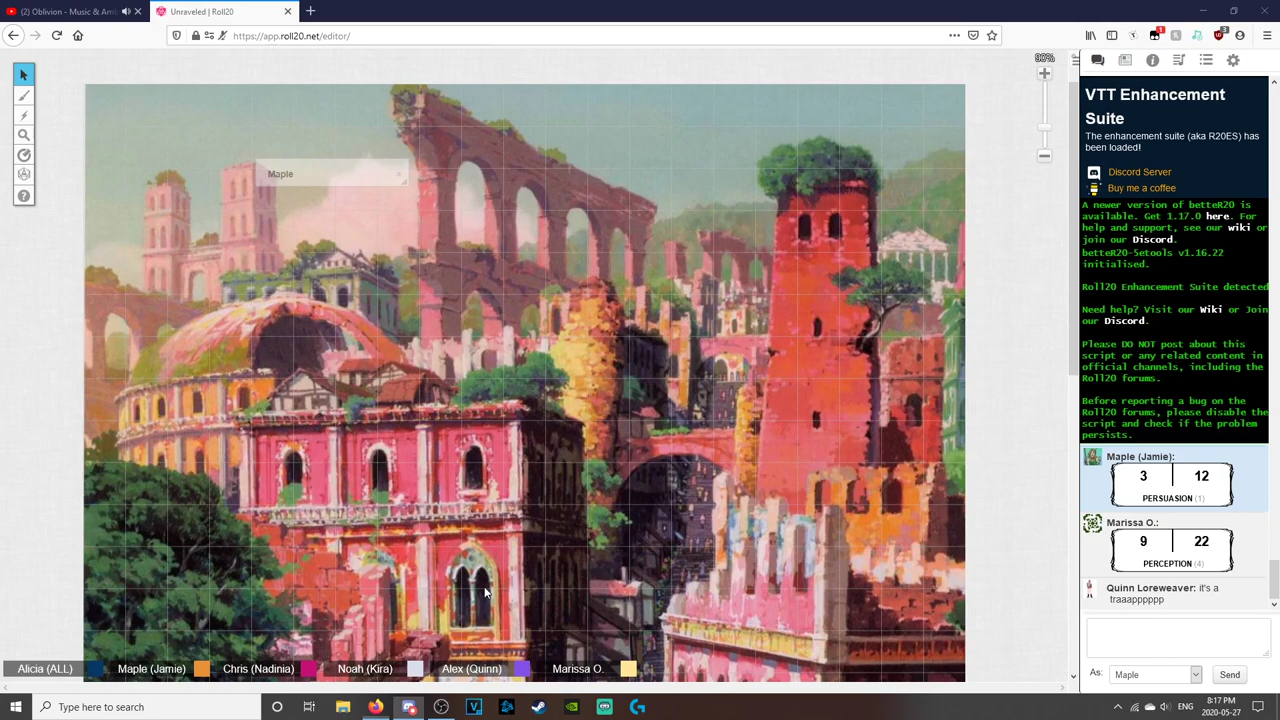 (2) Oblivion - Music & Ambi
Unraveled | Roll20
https://app.roll20.net/editor/
80%
Maple
VTT Enhancement
Suite
The enhancement suite (aka R20ES) has
been loaded!
Discord Server
Buy me a coffee
A newer version of betteR20 is
available. Get 1.17.0 here. For
help and support, see our wiki or
join our Discord.
betteR20-5etools v1.16.22
initialised.
Roll20 Enhancement Suite detected
Need help? Visit our Wiki or Join
our Discord.
Please DO NOT post about this
script or any related content in
official channels, including the
Roll20 forums.
Before reporting a bug on the
Roll20 forums, please disable the
script and check if the problem
persists.
Maple (Jamie):
3 12
PERSUASION (1)
Marissa O.:
9 22
PERCEPTION (4)
Quinn Loreweaver: it's a
traaapppppp
Alicia (ALL) Maple (Jamie) Chris (Nadinia) Noah (Kira) Alex (Quinn) Marissa O.
As: Maple Send
Type here to search
ENG
8:17 PM
2020-05-27